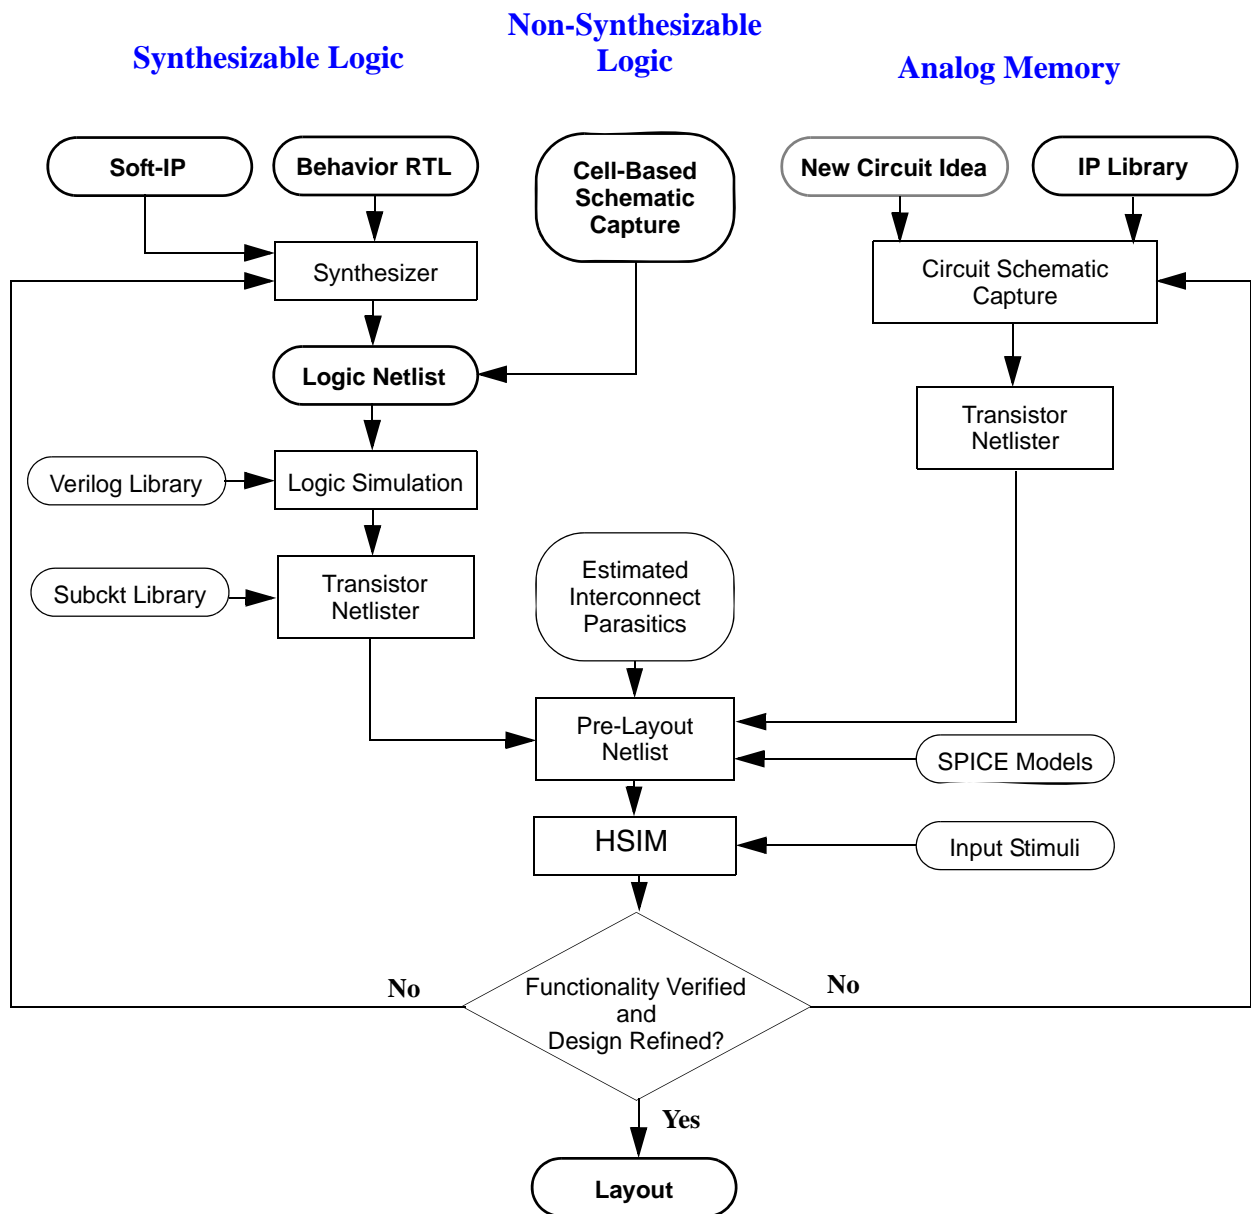 Non-Synthesizable
Logic
Synthesizable Logic
Analog Memory
Soft-IP
Behavior RTL
Cell-Based
Schematic
Capture
New Circuit Idea
IP Library
Synthesizer
Circuit Schematic
Capture
Logic Netlist
Transistor
Netlister
Verilog Library
Logic Simulation
Subckt Library
Transistor
Netlister
Estimated
Interconnect
Parasitics
Pre-Layout
Netlist
SPICE Models
HSIM
Input Stimuli
No
Functionality Verified
and
Design Refined?
No
Yes
Layout